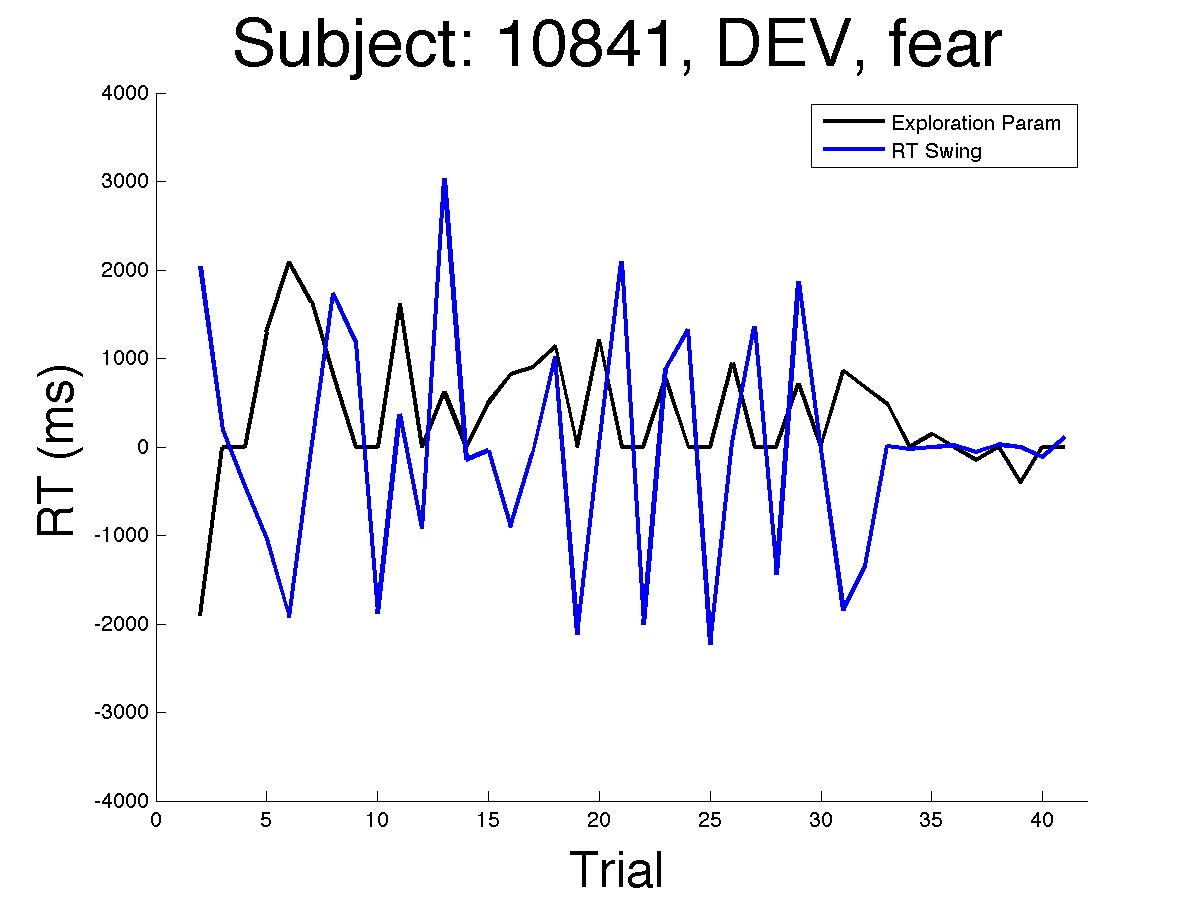 Subject: 10841, DEV, fear
Exploration Param
RT Swing
4000
3000
2000
1000
0
-1000
-2000
-3000
-4000
RT (ms)
0 5 10 15 20 25 30 35 40
Trial